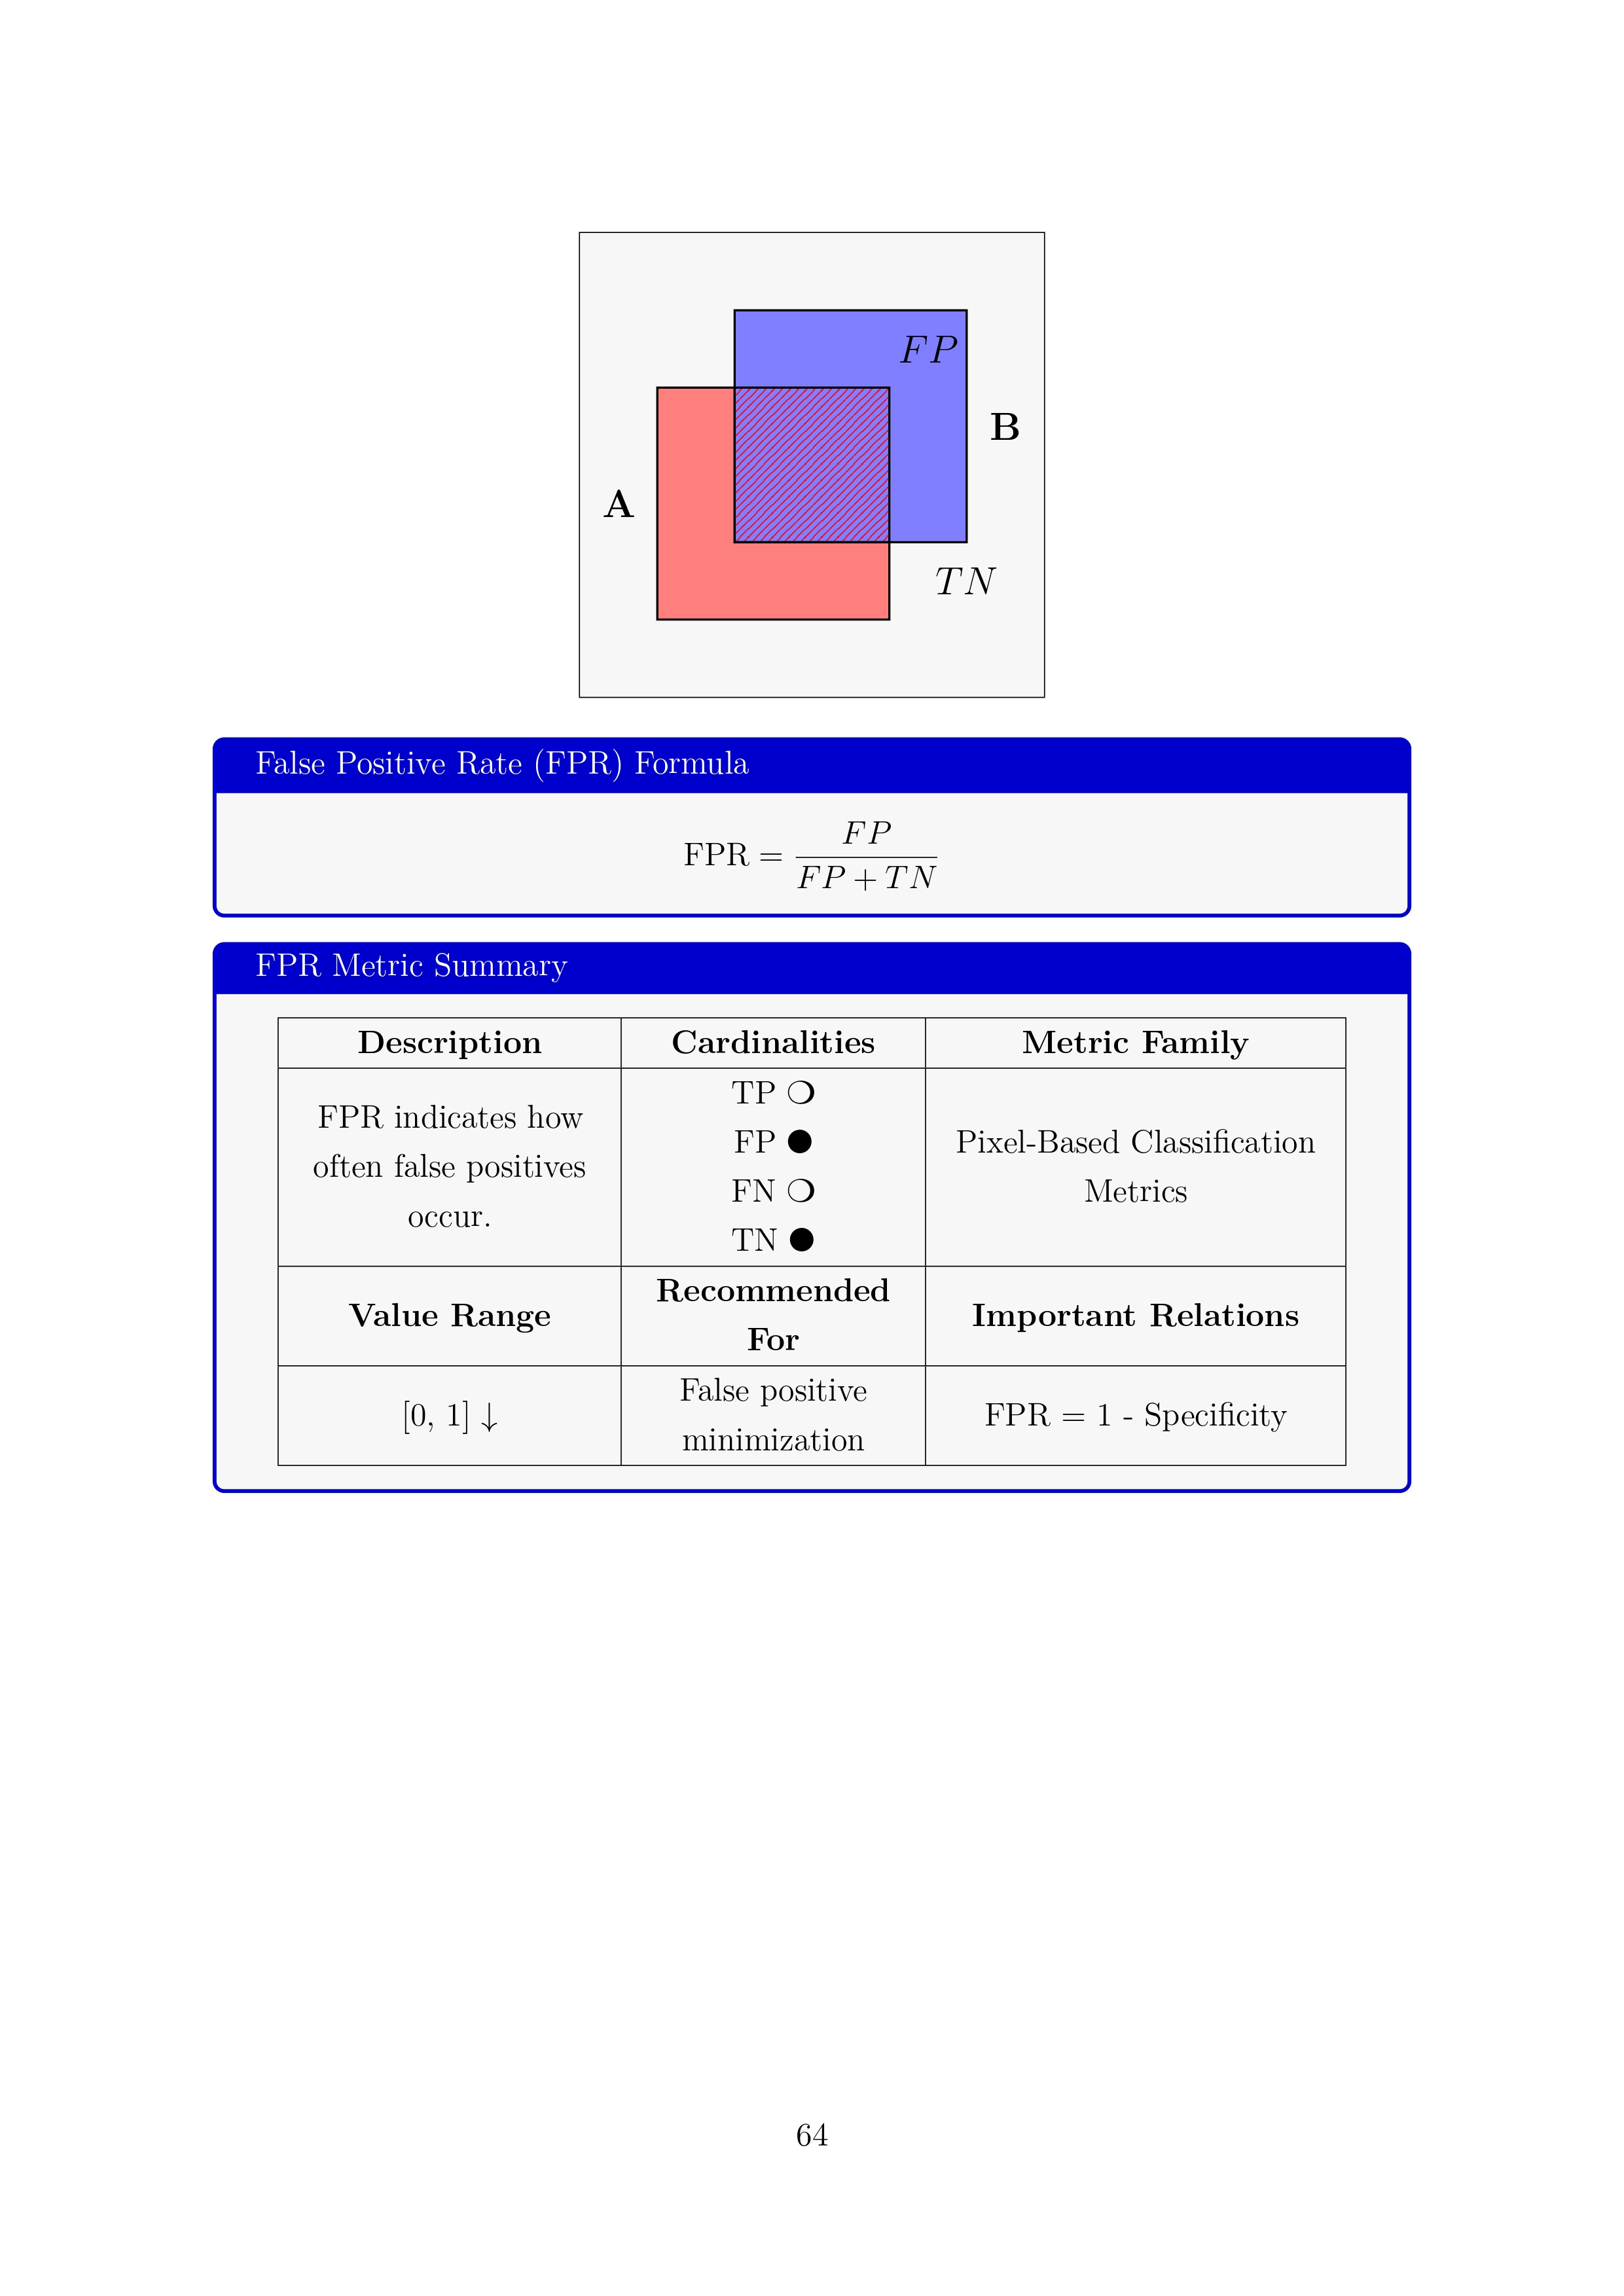 FP
B
A
TN
False Positive Rate (FPR) Formula
FPR = FP / FP + TN
FPR Metric Summary
Description Cardinalities Metric Family
FPR indicates how
often false positives
occur.
TP ❍
FP ●
FN ❍
TN ●
Pixel-Based Classification
Metrics
Value Range
Recommended
For
Important Relations
[0, 1] ↓
False positive
minimization
FPR = 1 - Specificity
64